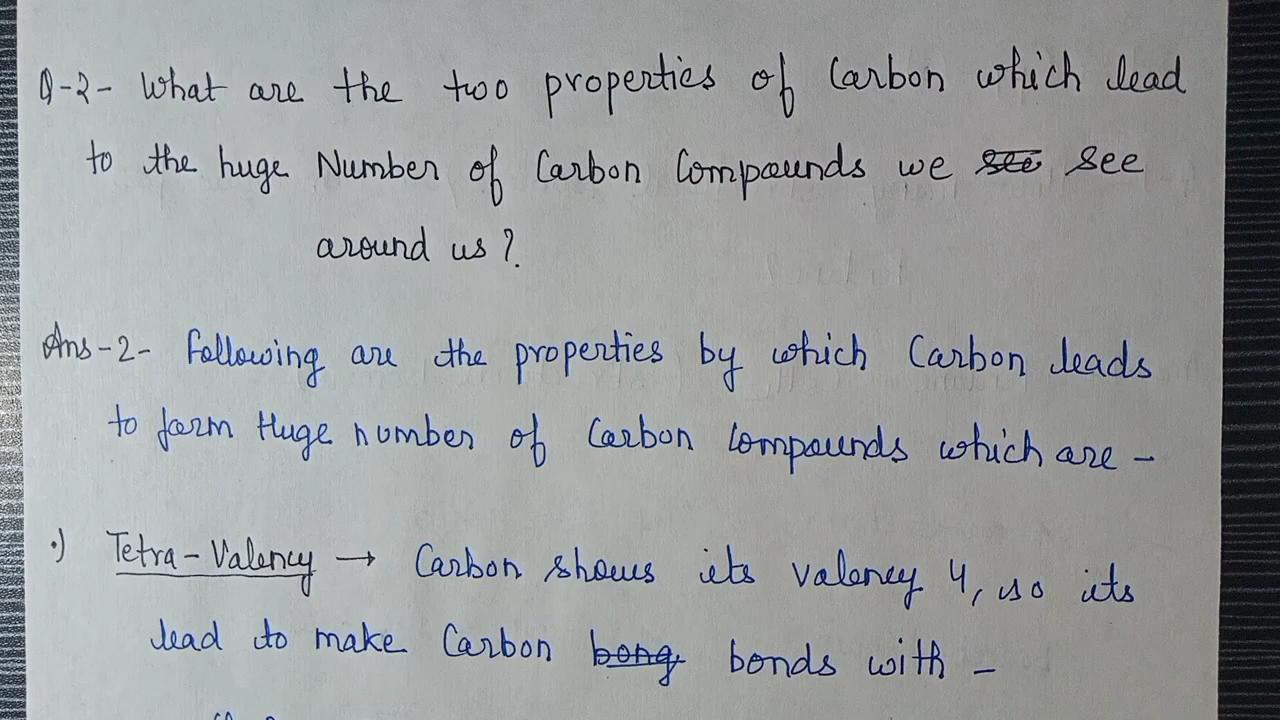 Q-2- What are the two properties of Carbon which lead
to the huge Number of Carbon Compounds we see see
around us?
Ans-2- Following are the properties by which Carbon leads
to form Huge number of Carbon Compounds which are -
•) Tetra-Valency → Carbon shows its valency 4, so its
lead to make Carbon bong bonds with -